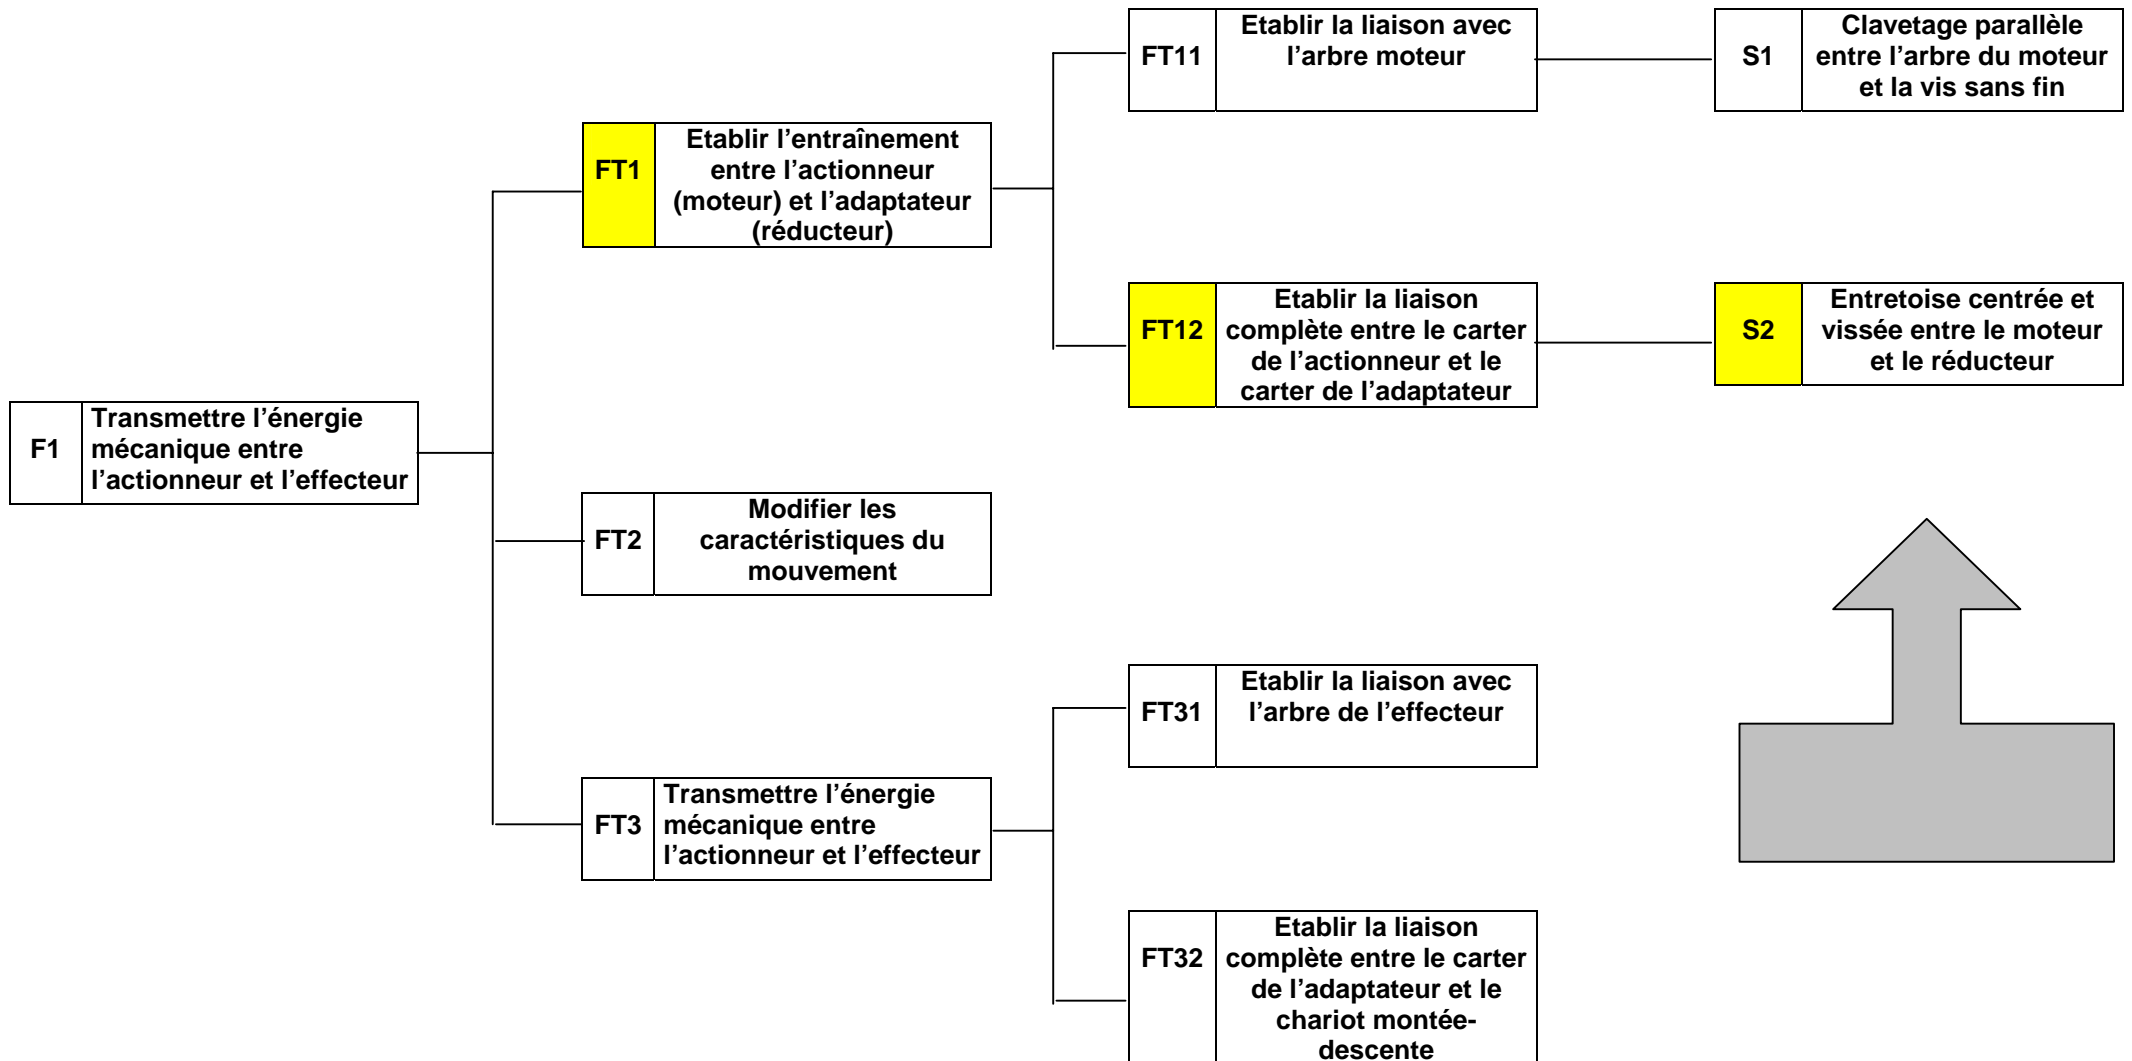 F1
Transmettre l’énergie
mécanique entre
l’actionneur et l’effecteur
FT1
Etablir l’entraînement
entre l’actionneur
(moteur) et l’adaptateur
(réducteur)
FT11
Etablir la liaison avec
l’arbre moteur
S1
Clavetage parallèle
entre l’arbre du moteur
et la vis sans fin
FT12
Etablir la liaison
complète entre le carter
de l’actionneur et le
carter de l’adaptateur
S2
Entretoise centrée et
vissée entre le moteur
et le réducteur
FT2
Modifier les
caractéristiques du
mouvement
FT3
Transmettre l’énergie
mécanique entre
l’actionneur et l’effecteur
FT31
Etablir la liaison avec
l’arbre de l’effecteur
FT32
Etablir la liaison
complète entre le carter
de l’adaptateur et le
chariot montée-
descente